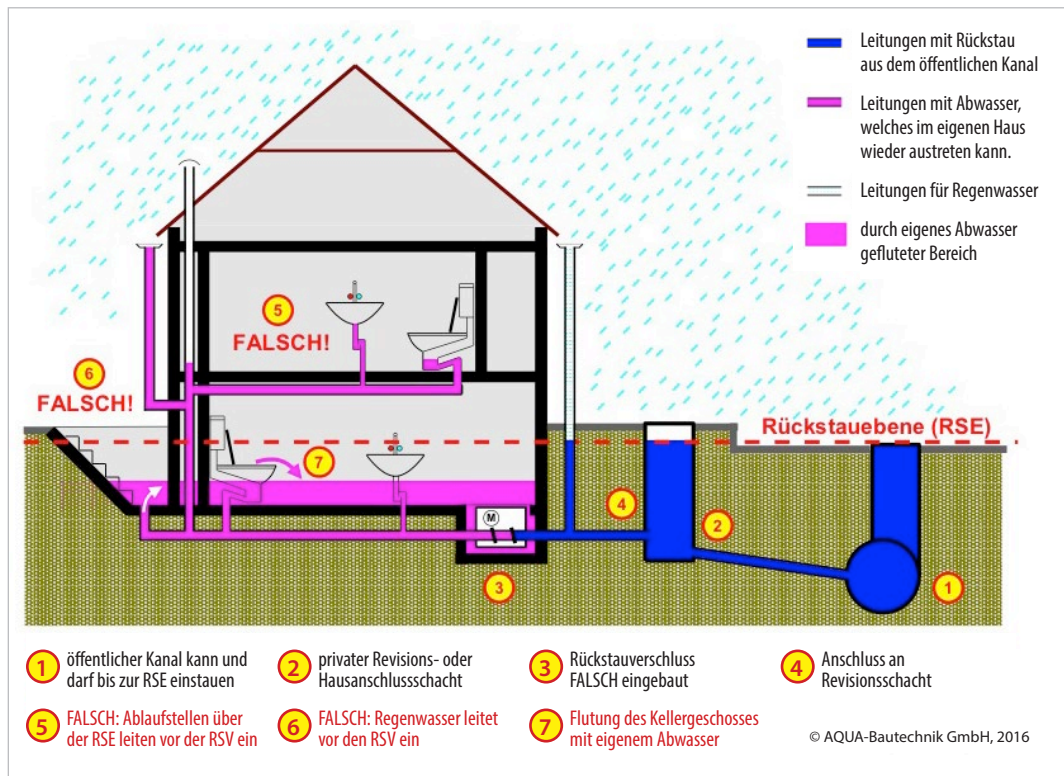 Leitungen mit Rückstau
aus dem öffentlichen Kanal
Leitungen mit Abwasser,
welches im eigenen Haus
wieder austreten kann.
Leitungen für Regenwasser
durch eigenes Abwasser
gefluteter Bereich
5
FALSCH!
6
FALSCH!
Rückstauebene (RSE)
7
4
2
M
3
1
1 öffentlicher Kanal kann und
darf bis zur RSE einstauen
2 privater Revisions- oder
Hausanschlussschacht
3 Rückstauverschluss
FALSCH eingebaut
4 Anschluss an
Revisionsschacht
5 FALSCH: Ablaufstellen über
der RSE leiten vor der RSV ein
6 FALSCH: Regenwasser leitet
vor den RSV ein
7 Flutung des Kellergeschosses
mit eigenem Abwasser
© AQUA-Bautechnik GmbH, 2016